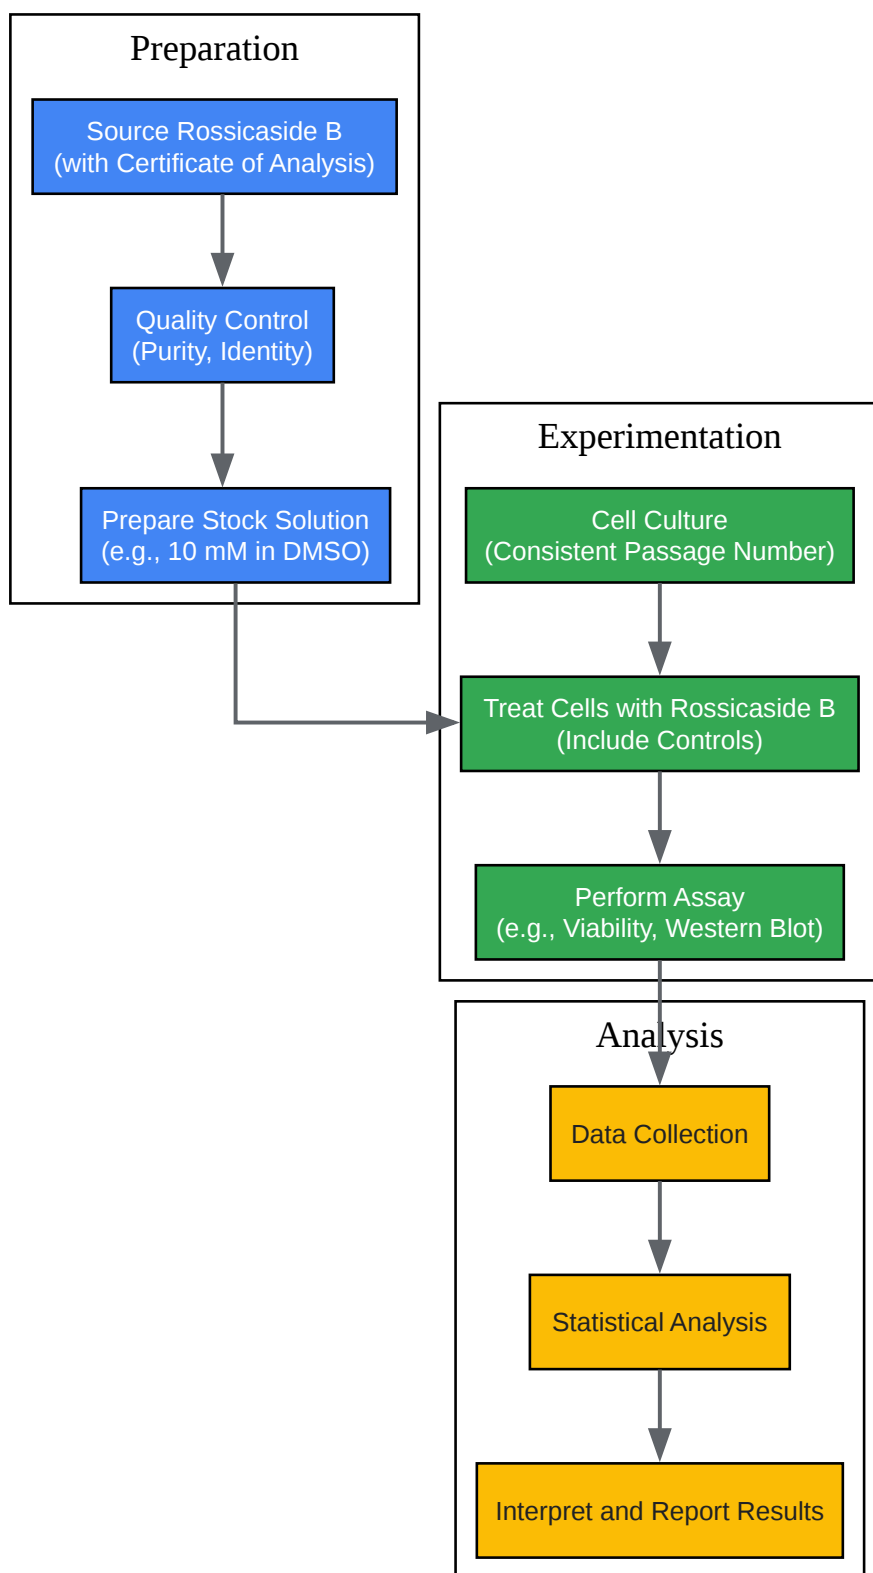 Preparation
Source Rossicaside B
(with Certificate of Analysis)
Quality Control
(Purity, Identity)
Prepare Stock Solution
(e.g., 10 mM in DMSO)
Experimentation
Cell Culture
(Consistent Passage Number)
Treat Cells with Rossicaside B
(Include Controls)
Perform Assay
(e.g., Viability, Western Blot)
Analysis
Data Collection
Statistical Analysis
Interpret and Report Results